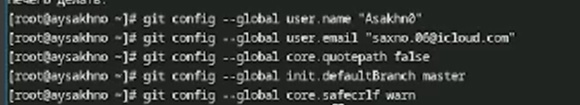 нечего делать.
[root@aysakhno ~]# git config --global user.name "Asakhn0"
[root@aysakhno ~]# git config --global user.email "saxno.06@icloud.com"
[root@aysakhno ~]# git config --global core.quotepath false
[root@aysakhno ~]# git config --global init.defaultBranch master
[root@aysakhno ~]# git config --global core.safecrlf warn